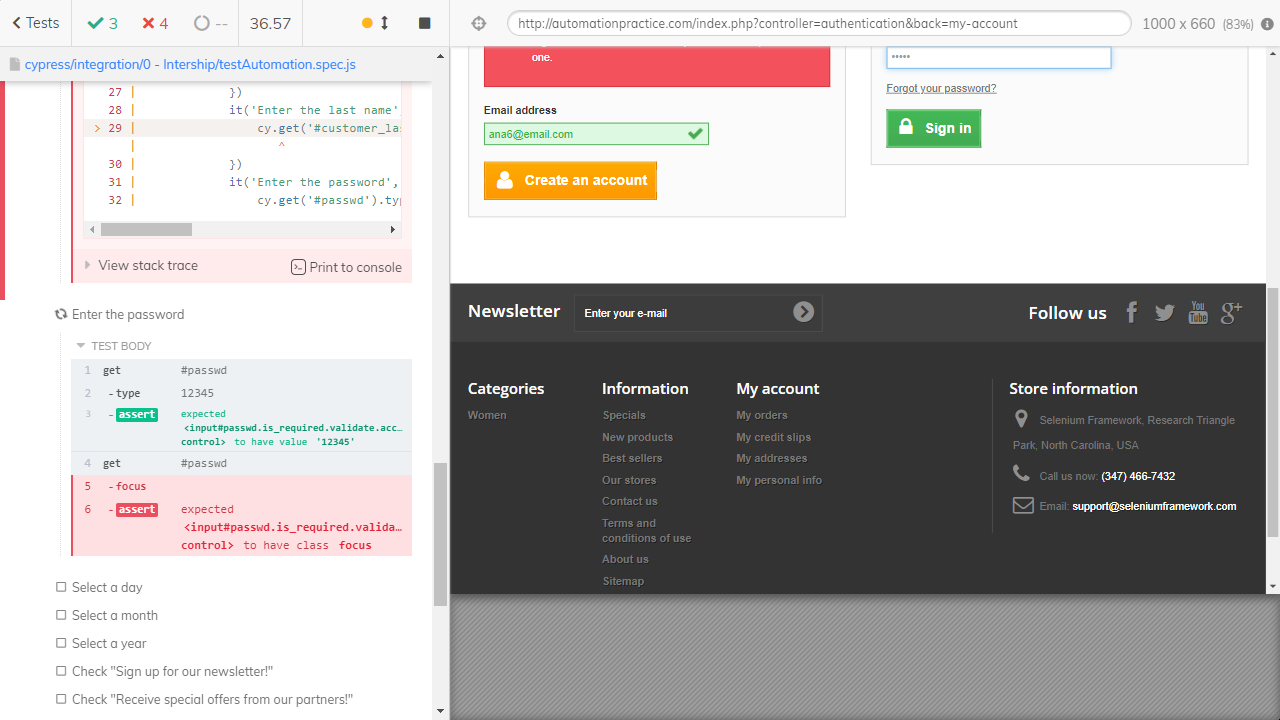 Tests
3
4
--
36.57
http://automationpractice.com/index.php?controller=authentication&back=my-account
1000 x 660 (83%)
cypress/integration/0 - Intership/testAutomation.spec.js
27 | })
28 | it('Enter the last name'
> 29 | cy.get('#customer_las
| ^
30 | })
31 | it('Enter the password',
32 | cy.get('#passwd').typ
View stack trace
Print to console
Enter the password
TEST BODY
1 get #passwd
2 -type 12345
3 -assert expected
<input#passwd.is_required.validate.acc…
control> to have value '12345'
4 get #passwd
5 -focus
6 -assert expected
<input#passwd.is_required.valida…
control> to have class focus
Select a day
Select a month
Select a year
Check "Sign up for our newsletter!"
Check "Receive special offers from our partners!"
one.
Email address
ana6@email.com
Create an account
•••••
Forgot your password?
Sign in
Newsletter
Enter your e-mail
Follow us
You
Tube
Categories
Women
Information
Specials
New products
Best sellers
Our stores
Contact us
Terms and
conditions of use
About us
Sitemap
My account
My orders
My credit slips
My addresses
My personal info
Store information
Selenium Framework, Research Triangle
Park, North Carolina, USA
Call us now: (347) 466-7432
Email: support@seleniumframework.com